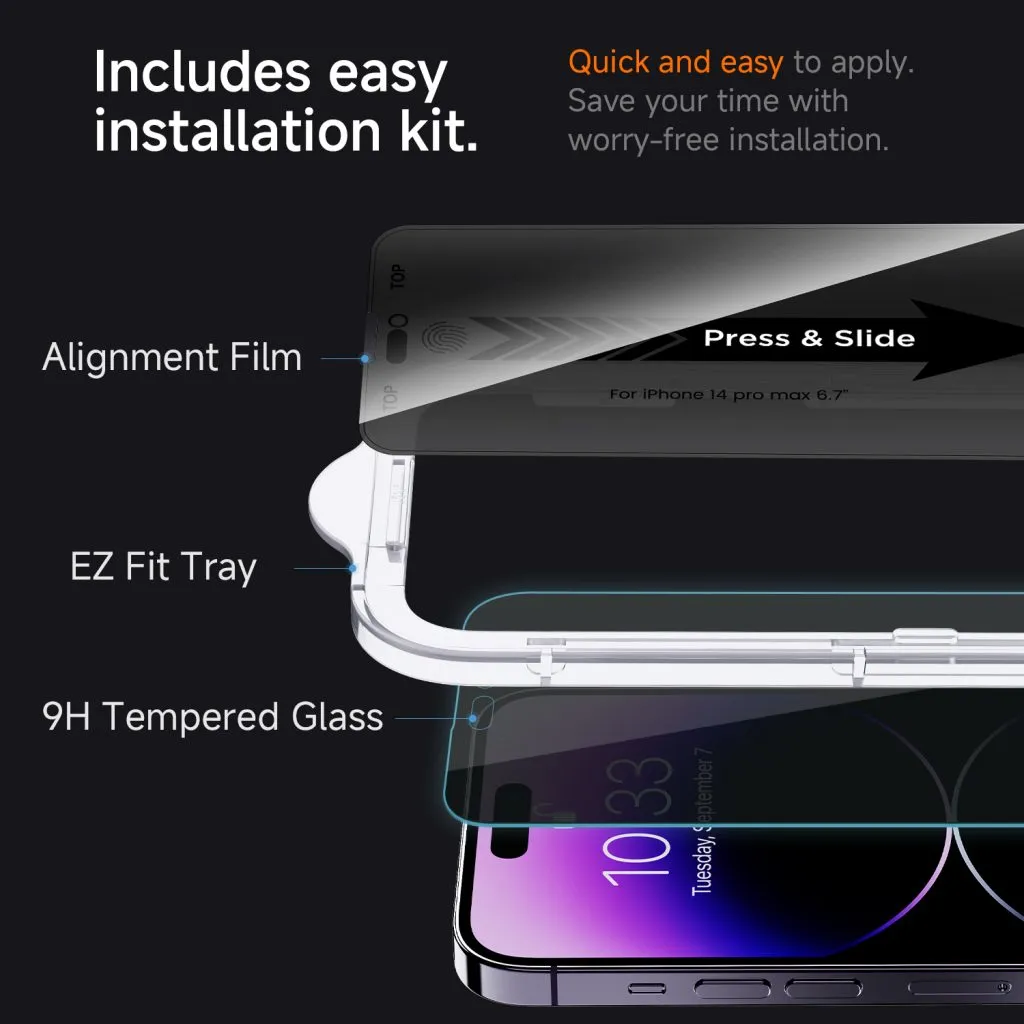 Includes easy
installation kit.
Quick and easy to apply.
Save your time with
worry-free installation.
TOP
TOP
Press & Slide
For iPhone 14 pro max 6.7"
Alignment Film
EZ Fit Tray
9H Tempered Glass
10 33
Tuesday, September 7